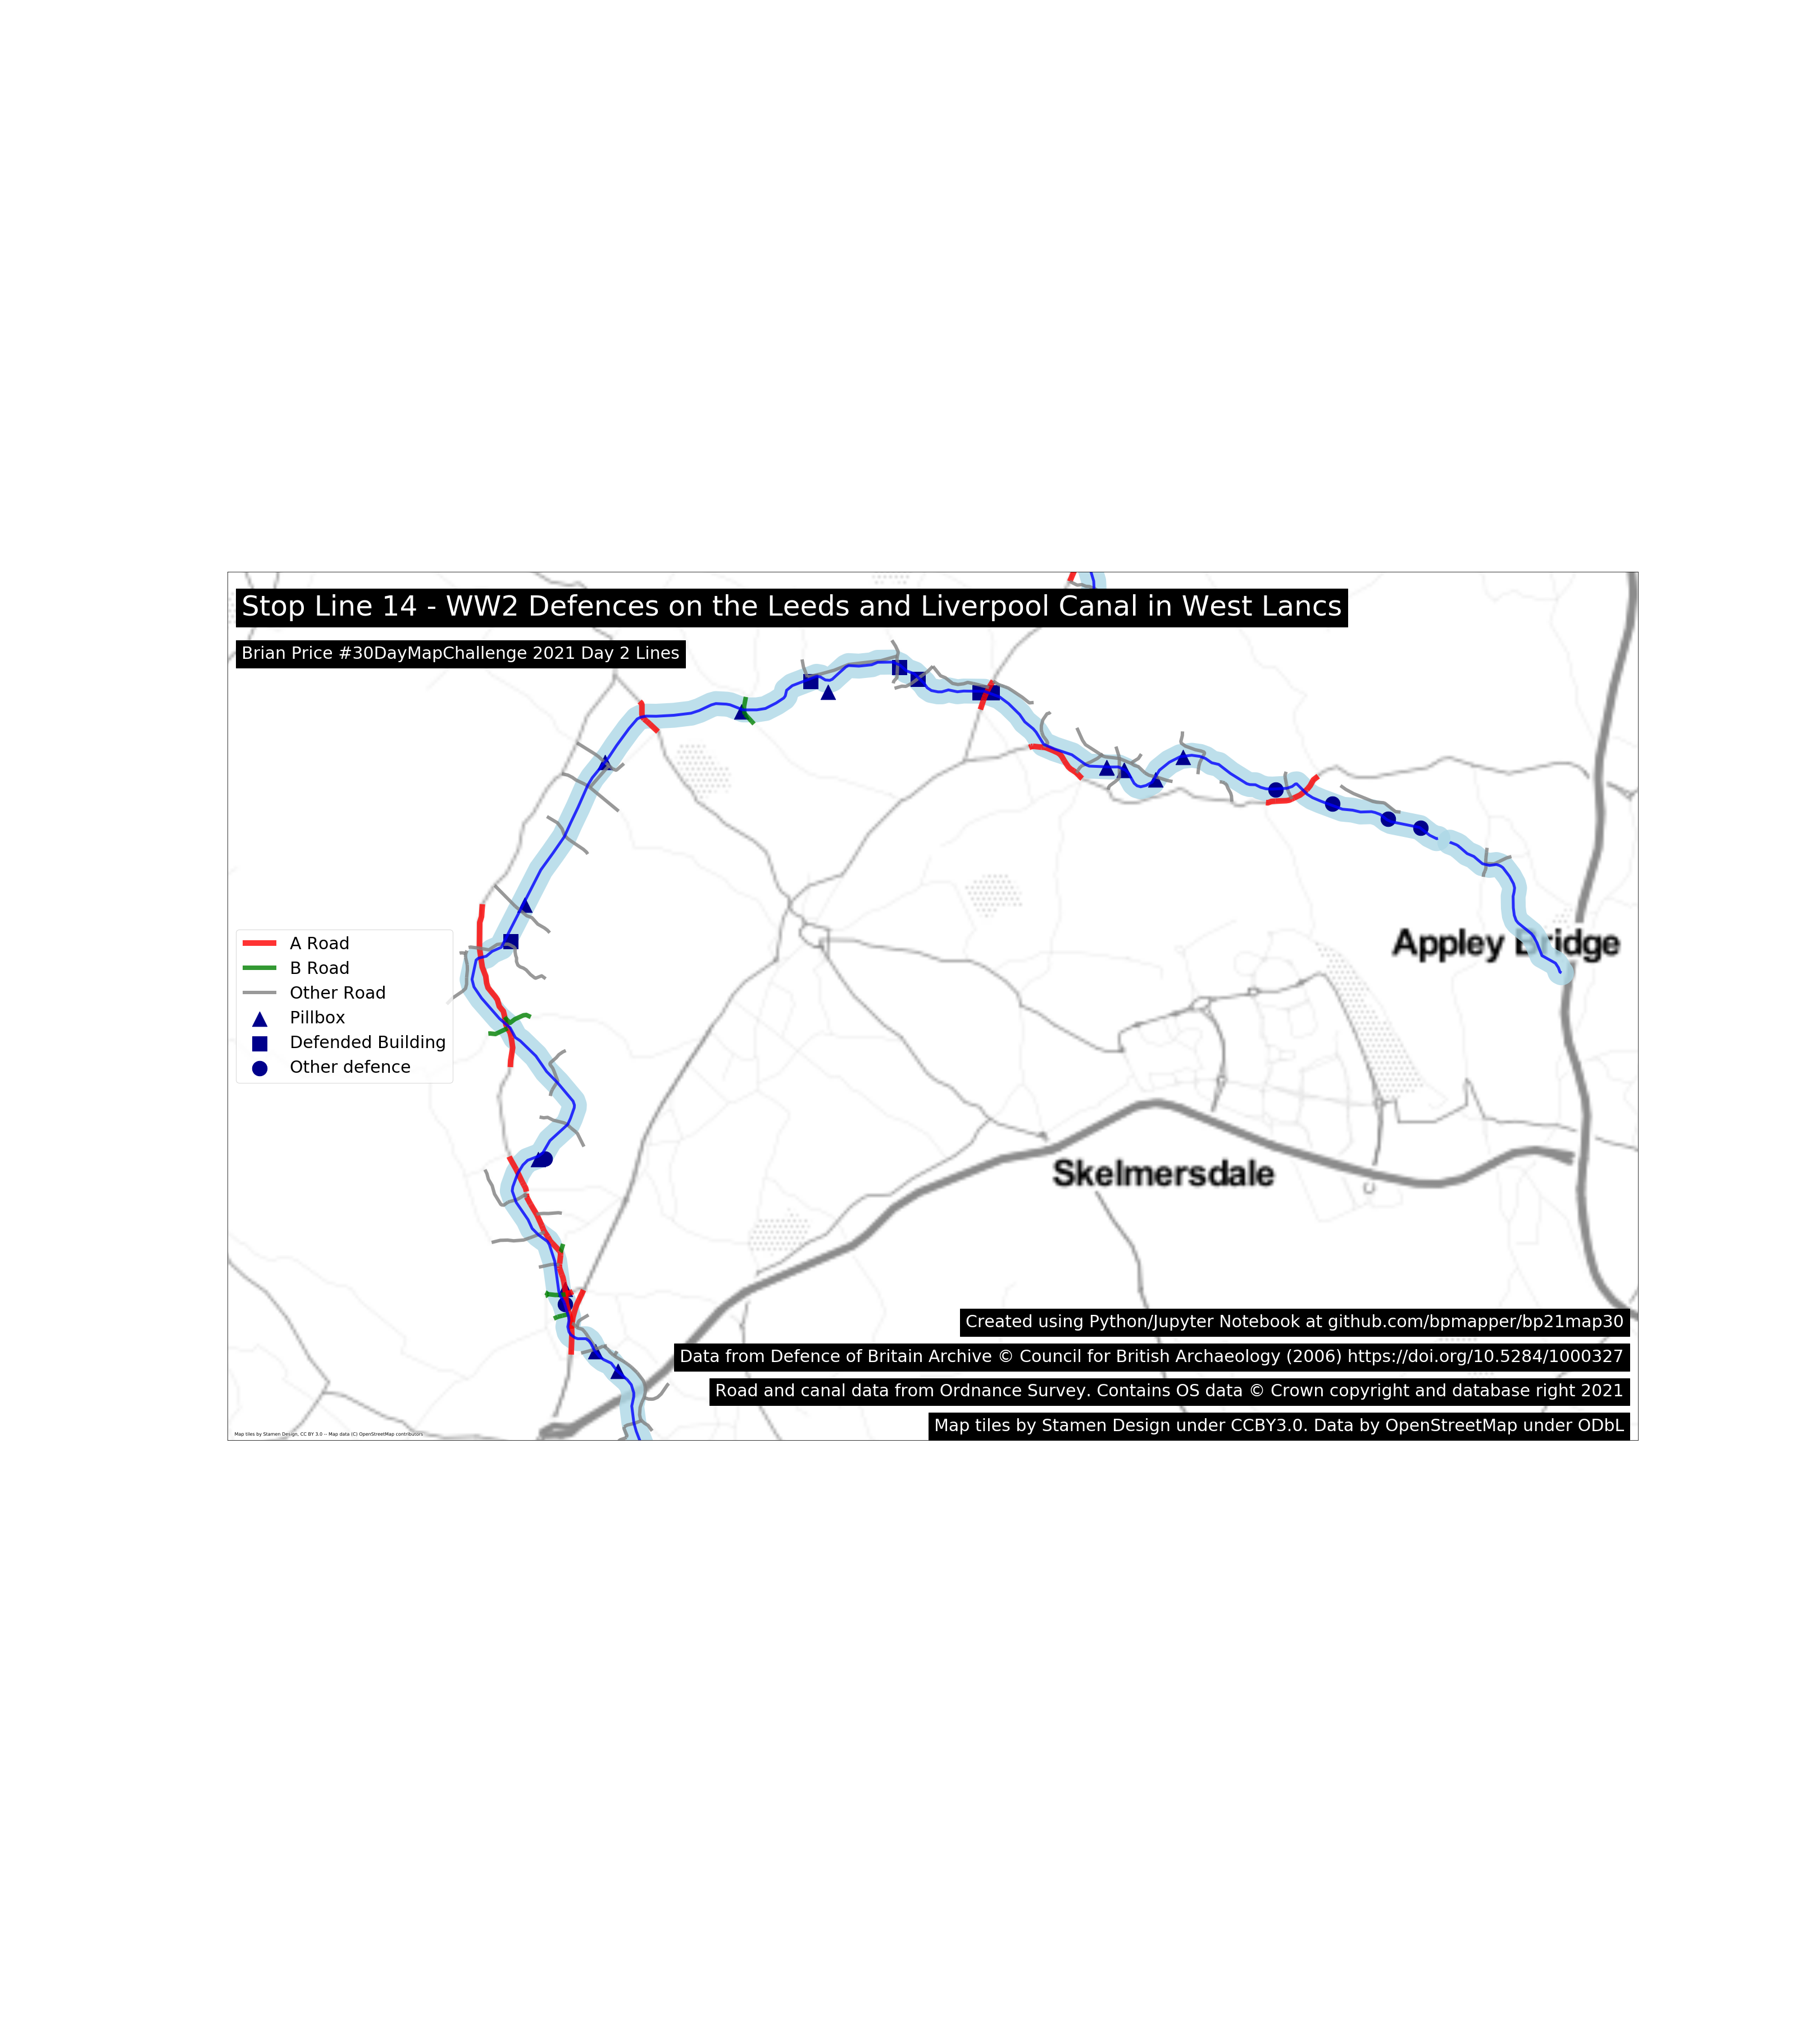 Stop Line 14 - WW2 Defences on the Leeds and Liverpool Canal in West Lancs
Brian Price #30DayMapChallenge 2021 Day 2 Lines
A Road
B Road
Other Road
Pillbox
Defended Building
Other defence
Appley Bridge
Skelmersdale
Created using Python/Jupyter Notebook at github.com/bpmapper/bp21map30
Data from Defence of Britain Archive © Council for British Archaeology (2006) https://doi.org/10.5284/1000327
Road and canal data from Ordnance Survey. Contains OS data © Crown copyright and database right 2021
Map tiles by Stamen Design under CCBY3.0. Data by OpenStreetMap under ODbL
Map tiles by Stamen Design, CC BY 3.0 -- Map data (C) OpenStreetMap contributors